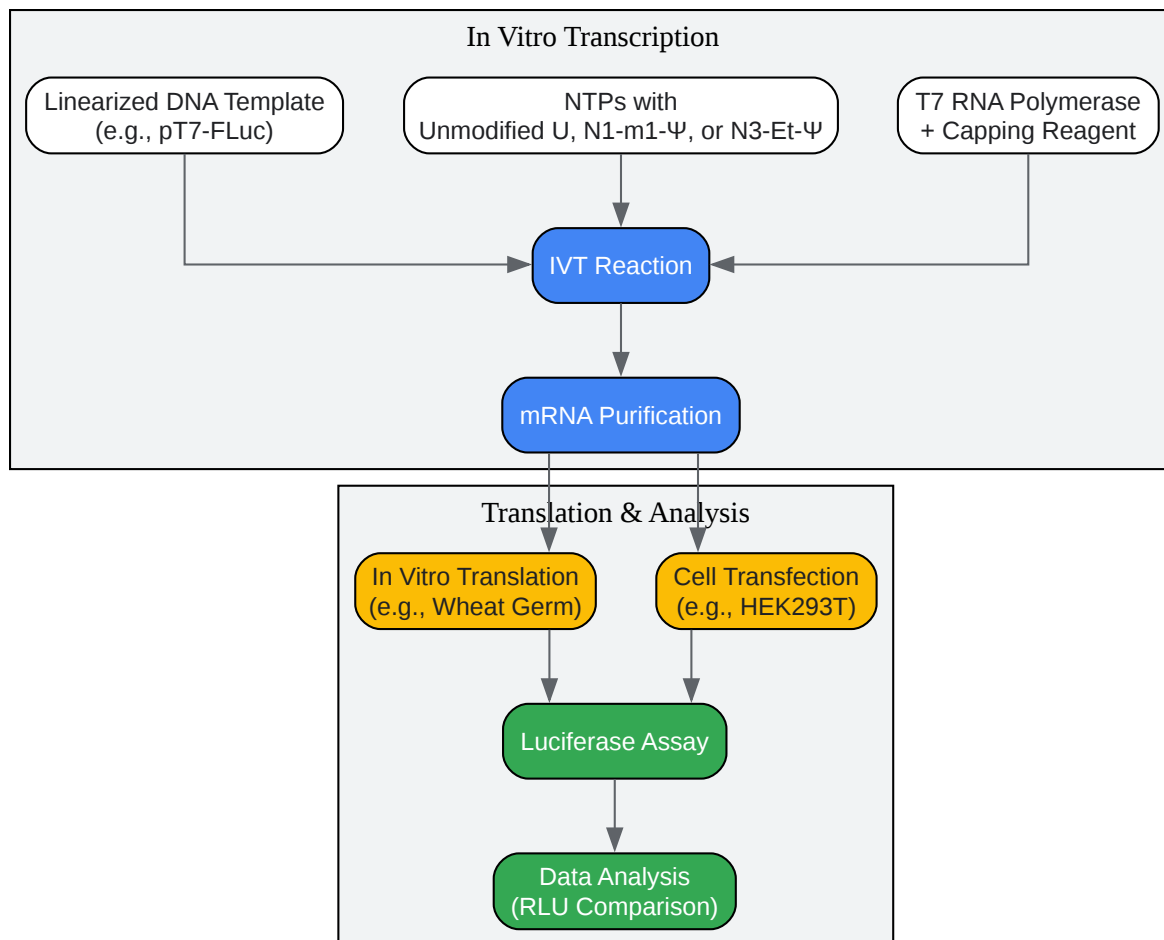 In Vitro Transcription
Linearized DNA Template
(e.g., pT7-FLuc)
NTPs with
Unmodified U, N1-m1-Ψ, or N3-Et-Ψ
T7 RNA Polymerase
+ Capping Reagent
IVT Reaction
mRNA Purification
Translation & Analysis
In Vitro Translation
(e.g., Wheat Germ)
Cell Transfection
(e.g., HEK293T)
Luciferase Assay
Data Analysis
(RLU Comparison)